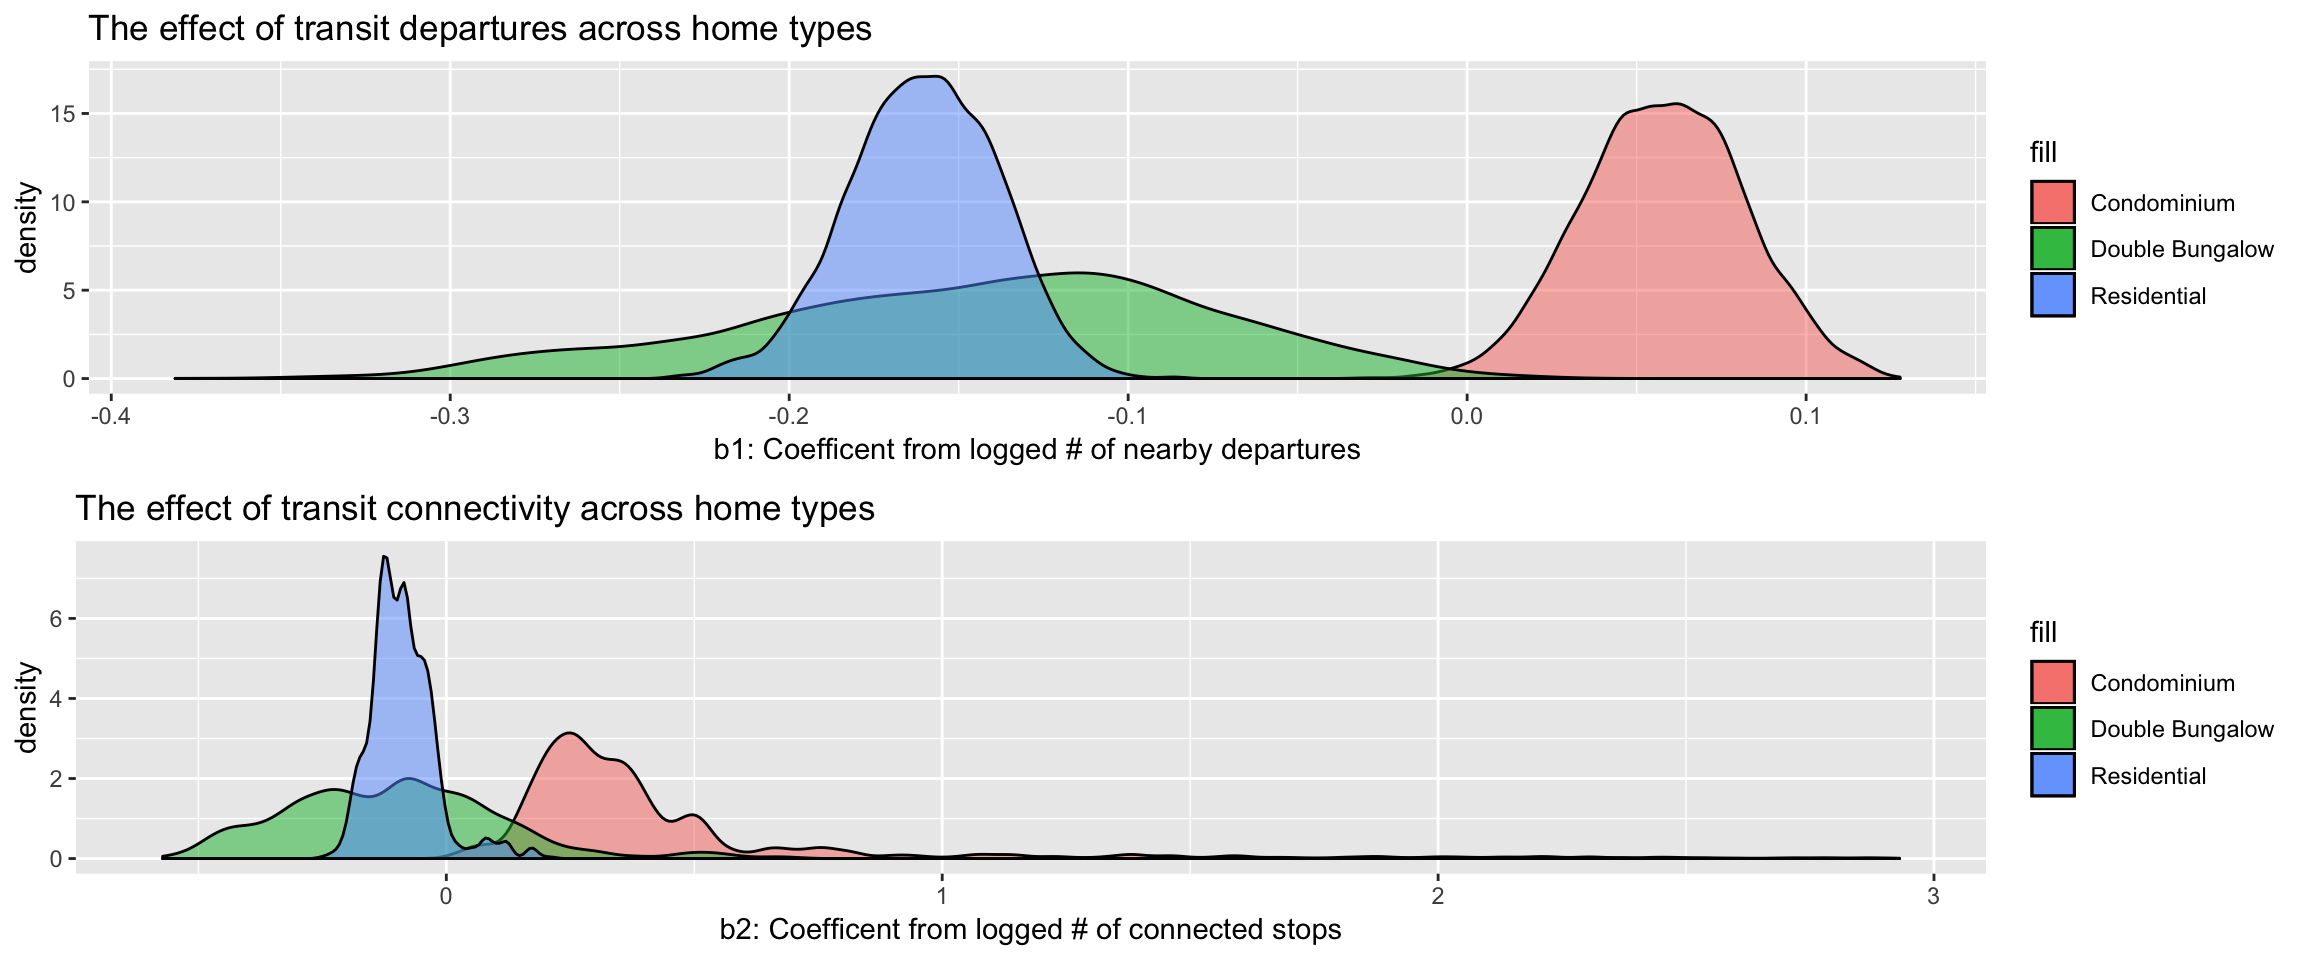 The effect of transit departures across home types
15
10
5
0
density
-0.4 -0.3 -0.2 -0.1 0.0 0.1
b1: Coefficent from logged # of nearby departures
fill
Condominium
Double Bungalow
Residential
The effect of transit connectivity across home types
6
4
2
0
density
0 1 2 3
b2: Coefficent from logged # of connected stops
fill
Condominium
Double Bungalow
Residential